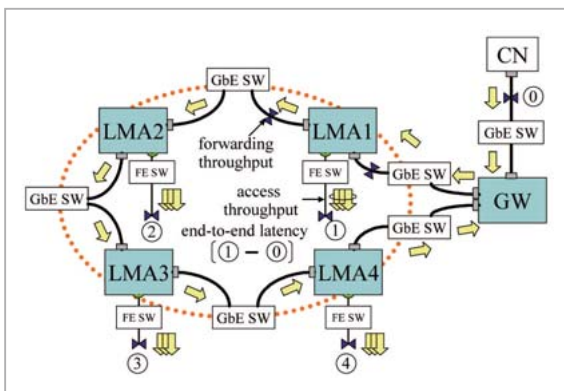 CN
⓪
GbE SW
GbE SW
LMA2
LMA1
forwarding
throughput
FE SW
FE SW
GbE SW
GW
access
throughput
GbE SW
②
①
end-to-end latency
[① − ⓪]
GbE SW
LMA3
LMA4
GbE SW
FE SW
FE SW
③
④